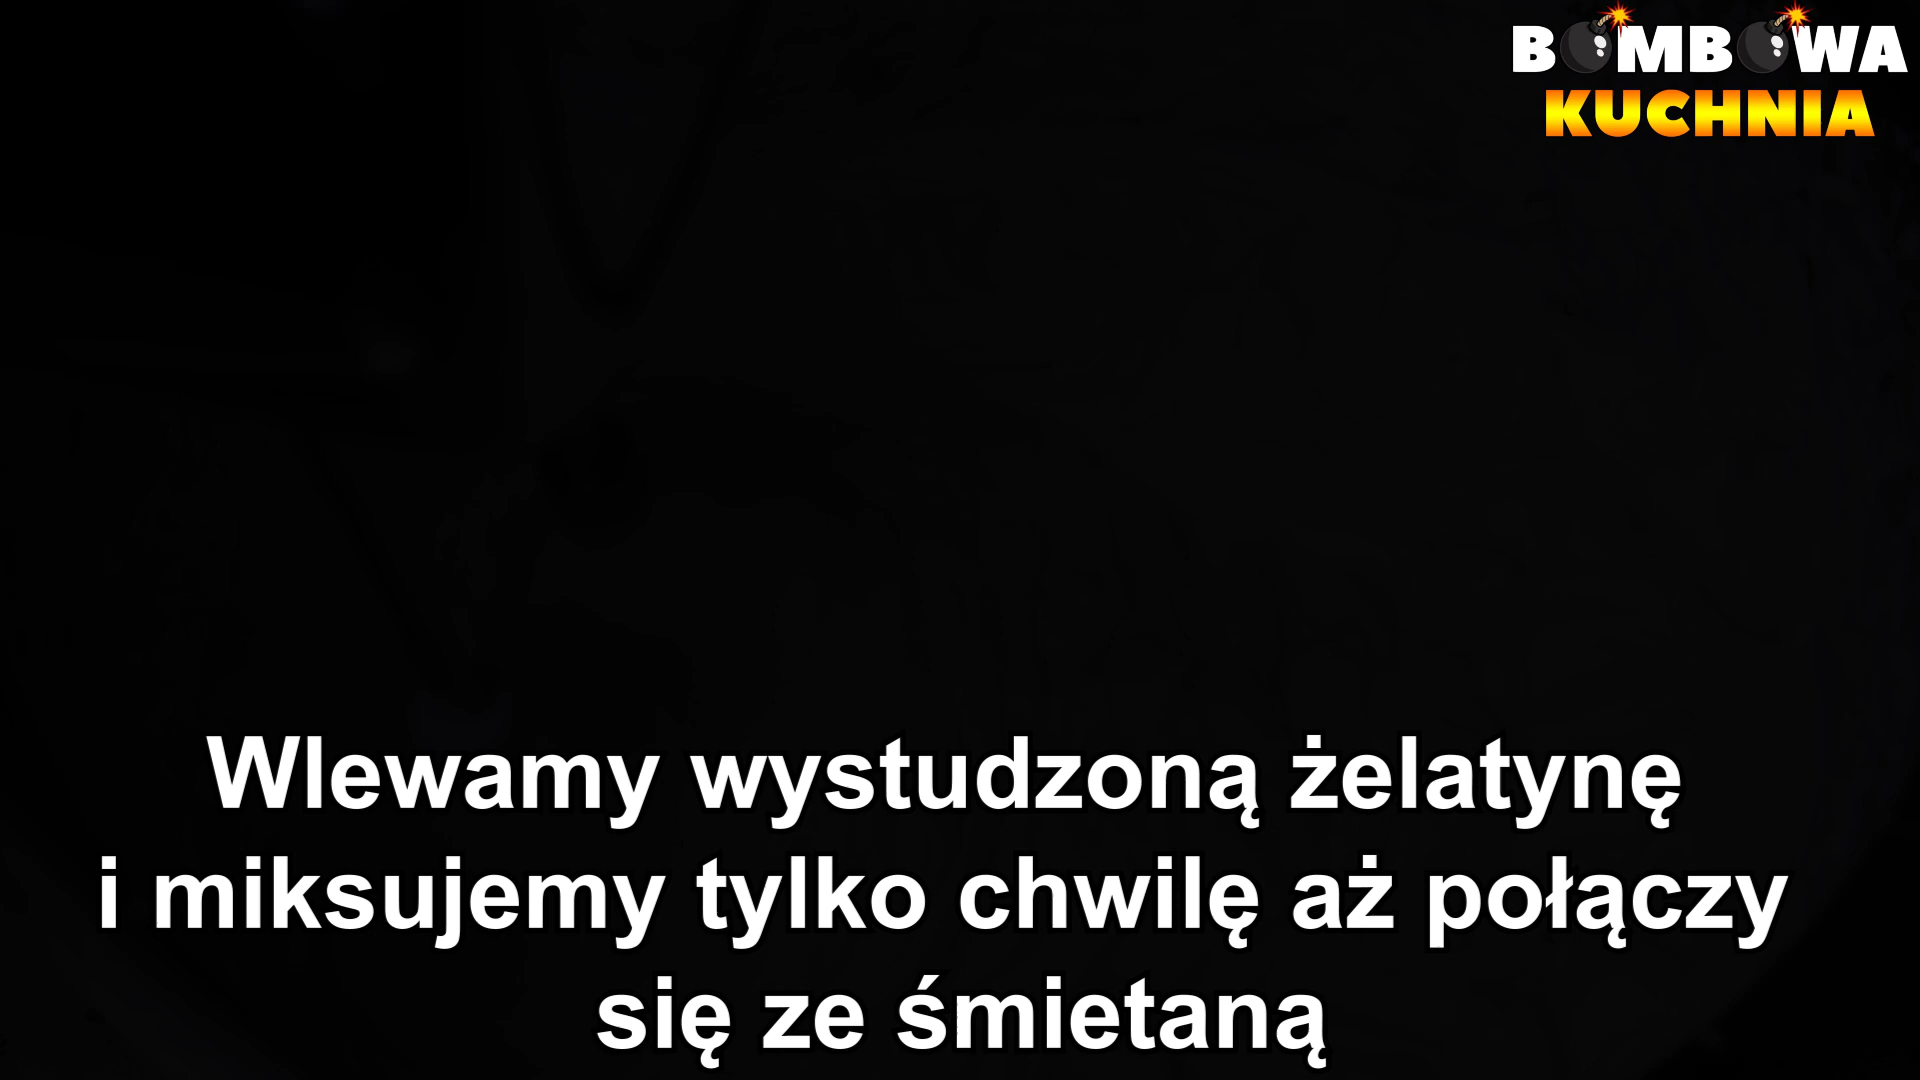 BOMBOWA
KUCHNIA
Wlewamy wystudzoną żelatynę
i miksujemy tylko chwilę aż połączy
się ze śmietaną